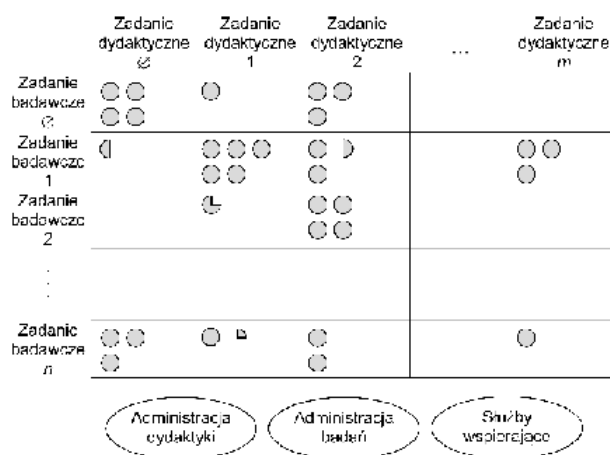 Zadanie
dydaktyczne
∅
Zadanie
dydaktyczne
1
Zadanie
dydaktyczne
2
...
Zadanie
dydaktyczne
m
Zadanie
badawcze
∅
Zadanie
badawcze
1
Zadanie
badawcze
2
. . .
Zadanie
badawcze
n
Administracja
dydaktyki
Administracja
badań
Służby
wspierające